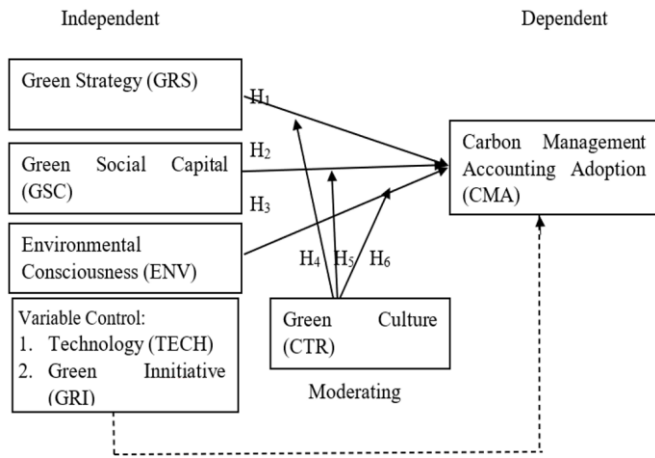 Independent
Dependent
Green Strategy (GRS)
H1
Green Social Capital
(GSC)
H2
Environmental
Consciousness (ENV)
H3
Carbon Management
Accounting Adoption
(CMA)
H4
H5
H6
Variable Control:
1. Technology (TECH)
2. Green Innitiative
(GRI)
Green Culture
(CTR)
Moderating